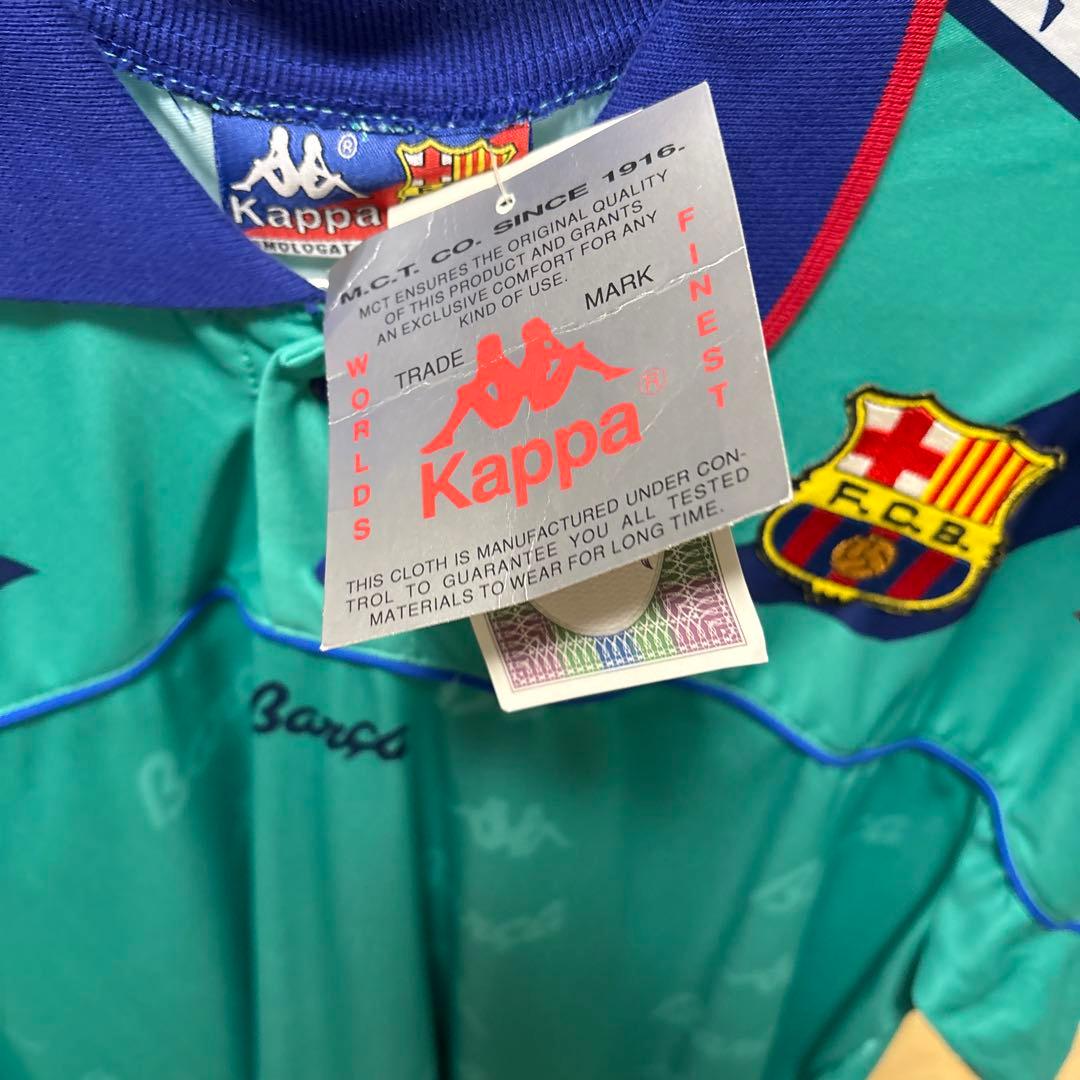 Kappa
M.C.T. CO. SINCE 1916.
MCT ENSURES THE ORIGINAL QUALITY
OF THIS PRODUCT AND GRANTS
AN EXCLUSIVE COMFORT FOR ANY
KIND OF USE.
TRADE MARK
WORLDS
FINEST
Kappa
THIS CLOTH IS MANUFACTURED UNDER CON-
TROL TO GUARANTEE YOU ALL TESTED
MATERIALS TO WEAR FOR LONG TIME.
F.C.B.
Barça